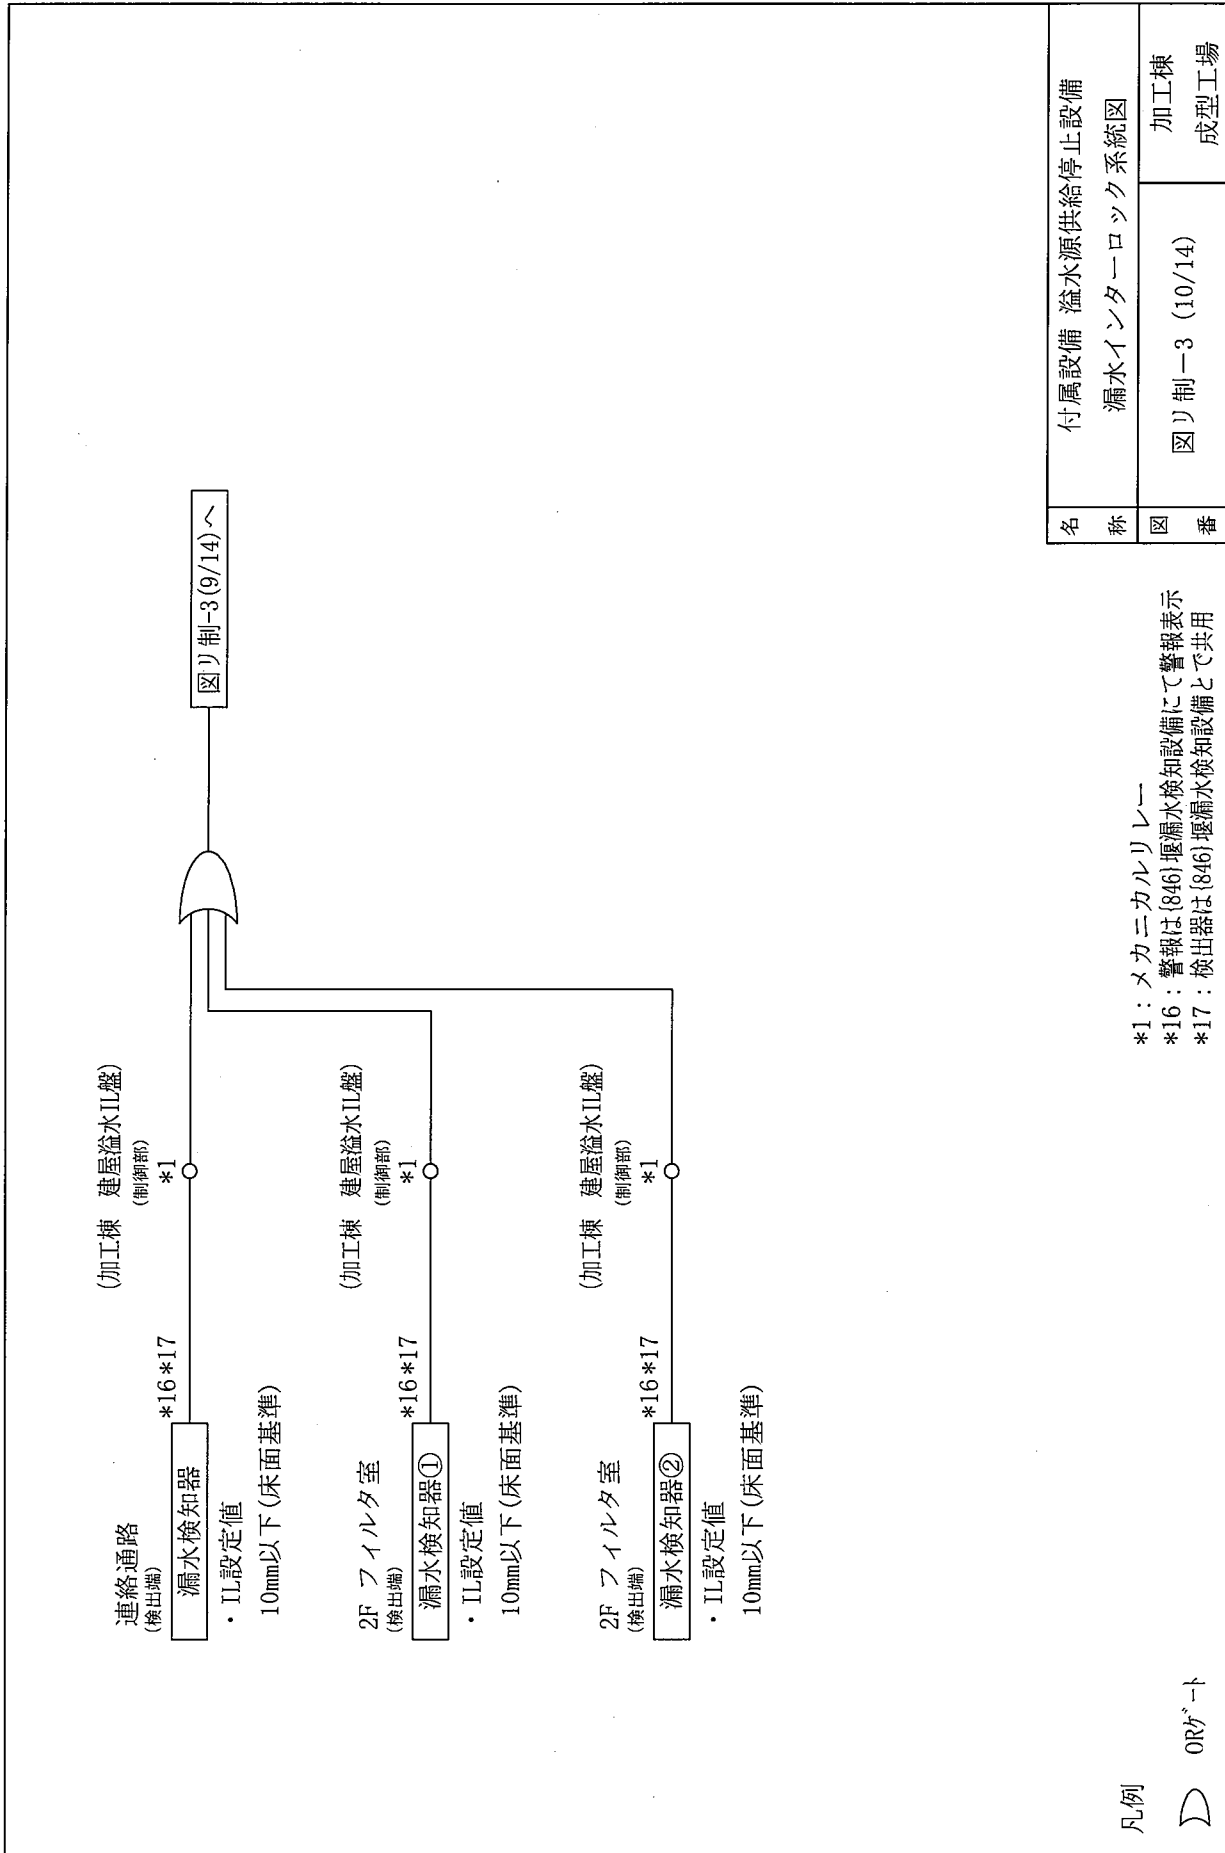 連絡通路
(検出端)
漏水検知器
*16*17
・IL設定値
10mm以下(床面基準)
(加工棟 建屋溢水IL盤)
(制御部)
*1
2F フィルタ室
(検出端)
漏水検知器①
*16*17
・IL設定値
10mm以下(床面基準)
(加工棟 建屋溢水IL盤)
(制御部)
*1
2F フィルタ室
(検出端)
漏水検知器②
*16*17
・IL設定値
10mm以下(床面基準)
(加工棟 建屋溢水IL盤)
(制御部)
*1
図リ制-3(9/14)へ
凡例
ORゲート
*1：メカニカルリレー
*16：警報は{846}堰漏水検知設備にて警報表示
*17：検出器は{846}堰漏水検知設備とで共用
名称
付属設備 溢水源供給停止設備
漏水インターロック系統図
図番
図リ制－3 (10/14)
加工棟
成型工場